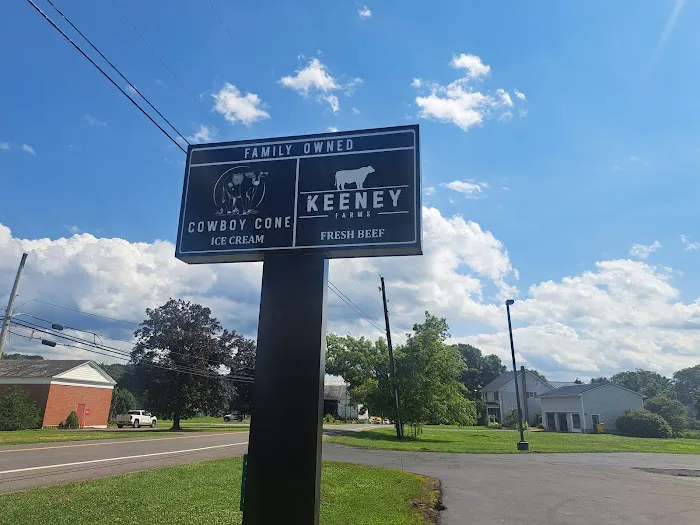 FAMILY OWNED
COWBOY CONE
ICE CREAM
KEENEY
FARMS
FRESH BEEF